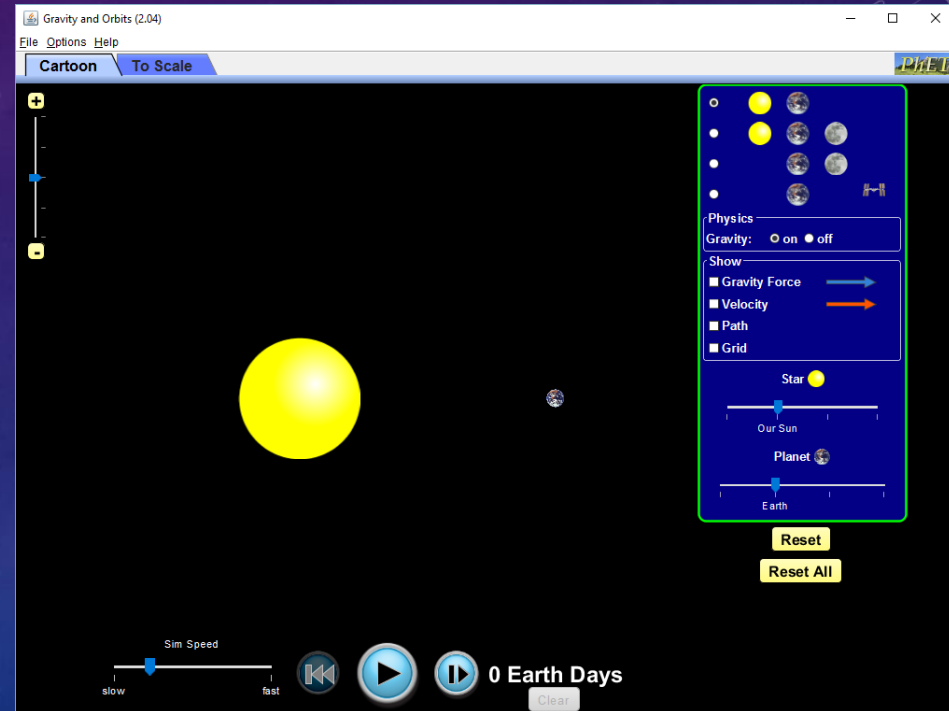 Gravity and Orbits (2.04)
File Options Help
Cartoon To Scale
PhET
+
-
Physics
Gravity: on off
Show
Gravity Force
Velocity
Path
Grid
Star
Our Sun
Planet
Earth
Reset
Reset All
Sim Speed
slow fast
0 Earth Days
Clear